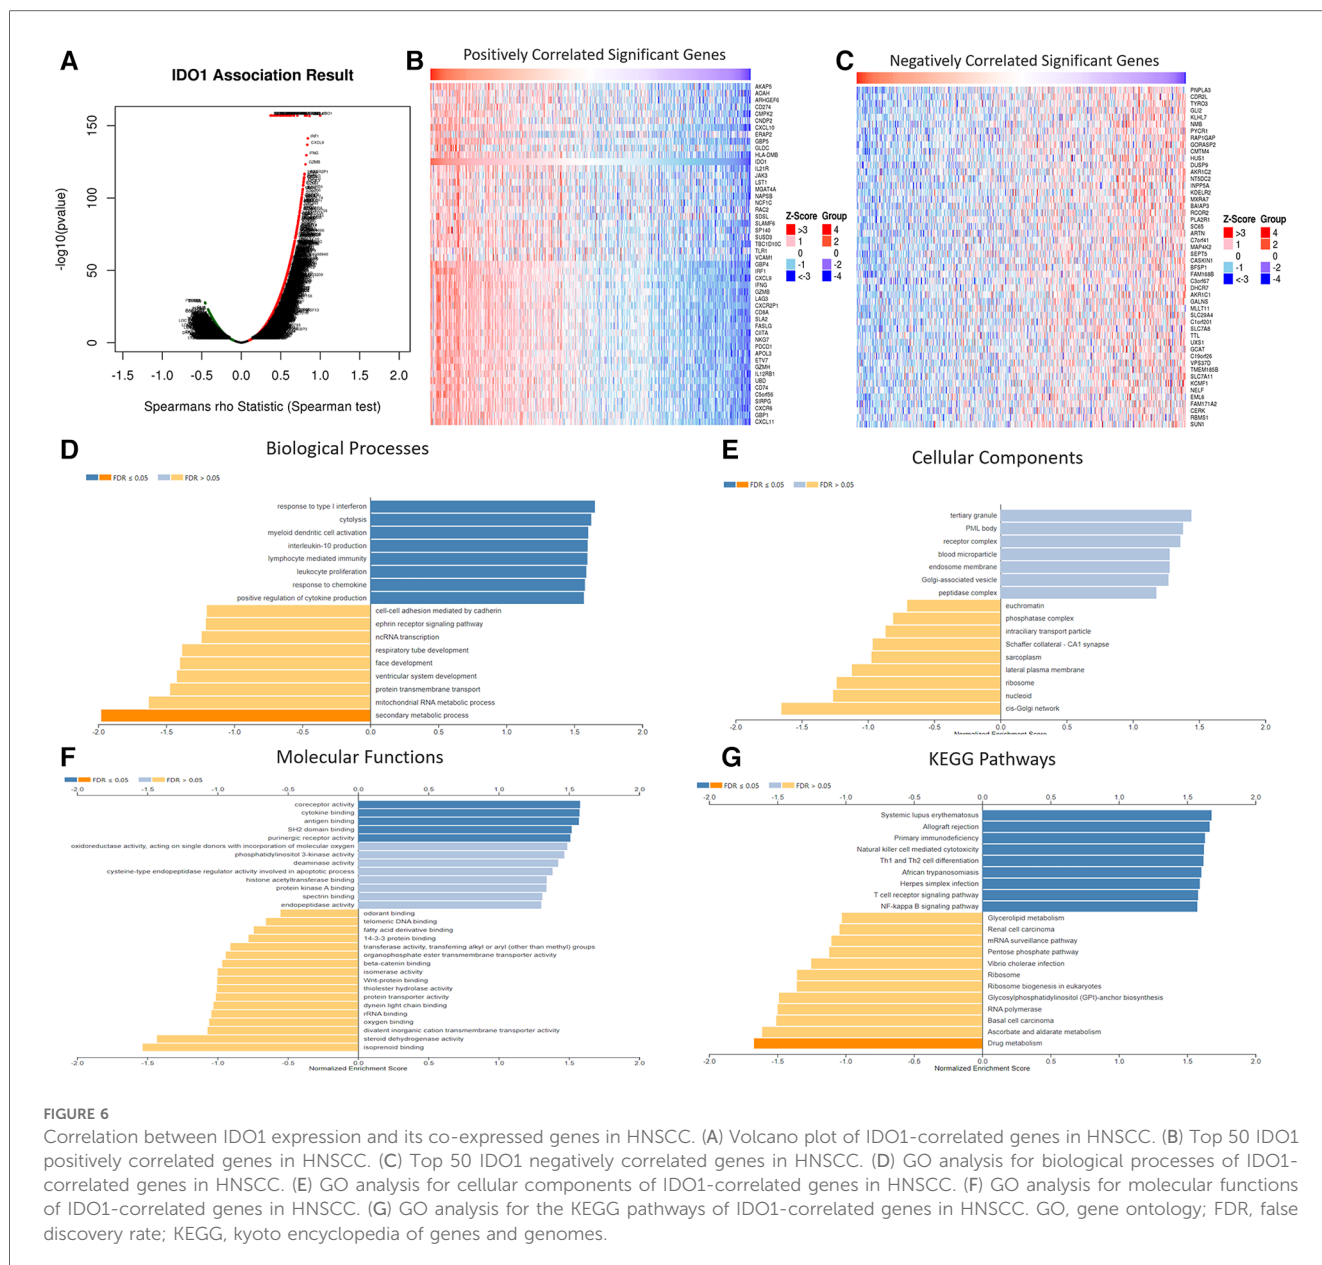 A
IDO1 Association Result
-log10(pvalue)
150
100
50
0
IDO1
IRF1
CXCL9
IFNG
GZMB
-1.5 -1.0 -0.5 0.0 0.5 1.0 1.5 2.0
Spearmans rho Statistic (Spearman test)
B
Positively Correlated Significant Genes
AKAP5
AOAH
ARHGEF6
CD274
CMPK2
CNDP2
CXCL10
ERAP2
GBP5
GLDC
HLA-DMB
IDO1
IL21R
JAK3
LST1
MGAT4A
NAPSB
NCF1C
RAC2
SDSL
SLAMF6
SP140
SUSD3
TBC1D10C
TLR1
VCAM1
GBP4
IRF1
CXCL9
IFNG
GZMB
LAG3
CXCR2P1
CD8A
SLA2
FASLG
CIITA
NKG7
PDCD1
APOL3
ETV7
GZMH
IL12RB1
UBD
CD74
C5orf56
SIRPG
CXCR6
GBP1
CXCL11
Z-Score Group
>3 4
1 2
0 0
-1 -2
<-3 -4
C
Negatively Correlated Significant Genes
PNPLA3
CDR2L
TYRO3
GLI2
KLHL7
NMB
PYCR1
RAP1GAP
GORASP2
CMTM4
HUS1
DUSP9
AKR1C2
NT5DC2
INPP5A
KDELR2
MXRA7
BAIAP3
RCOR2
PLA2R1
SC65
ARTN
C7orf41
MAP4K2
SEPT5
CASKIN1
BFSP1
FAM168B
C3orf67
DHCR7
AKR1C1
GALNS
MLLT11
SLC29A4
C1orf201
SLC7A8
TTL
UXS1
GCAT
C19orf26
VPS37D
TMEM185B
SLC7A11
KCMF1
NELF
EML6
FAM171A2
CERK
RBMS1
SUN1
Z-Score Group
>3 4
1 2
0 0
-1 -2
<-3 -4
D
Biological Processes
FDR ≤ 0.05 FDR > 0.05
response to type I interferon
cytolysis
myeloid dendritic cell activation
interleukin-10 production
lymphocyte mediated immunity
leukocyte proliferation
response to chemokine
positive regulation of cytokine production
cell-cell adhesion mediated by cadherin
ephrin receptor signaling pathway
ncRNA transcription
respiratory tube development
face development
ventricular system development
protein transmembrane transport
mitochondrial RNA metabolic process
secondary metabolic process
-2.0 -1.5 -1.0 -0.5 0.0 0.5 1.0 1.5 2.0
E
Cellular Components
FDR ≤ 0.05 FDR > 0.05
tertiary granule
PML body
receptor complex
blood microparticle
endosome membrane
Golgi-associated vesicle
peptidase complex
euchromatin
phosphatase complex
intraciliary transport particle
Schaffer collateral - CA1 synapse
sarcoplasm
lateral plasma membrane
ribosome
nucleoid
cis-Golgi network
-2.0 -1.5 -1.0 -0.5 0.0 0.5 1.0 1.5 2.0
Normalized Enrichment Score
F
Molecular Functions
FDR ≤ 0.05 FDR > 0.05
-2.0 -1.5 -1.0 -0.5 0.0 0.5 1.0 1.5 2.0
coreceptor activity
cytokine binding
antigen binding
SH2 domain binding
purinergic receptor activity
oxidoreductase activity, acting on single donors with incorporation of molecular oxygen
phosphatidylinositol 3-kinase activity
deaminase activity
cysteine-type endopeptidase regulator activity involved in apoptotic process
histone acetyltransferase binding
protein kinase A binding
spectrin binding
endopeptidase activity
odorant binding
telomeric DNA binding
fatty acid derivative binding
14-3-3 protein binding
transferase activity, transferring alkyl or aryl (other than methyl) groups
organophosphate ester transmembrane transporter activity
beta-catenin binding
isomerase activity
Wnt-protein binding
thiolester hydrolase activity
protein transporter activity
dynein light chain binding
rRNA binding
oxygen binding
divalent inorganic cation transmembrane transporter activity
steroid dehydrogenase activity
isoprenoid binding
-2.0 -1.5 -1.0 -0.5 0.0 0.5 1.0 1.5 2.0
Normalized Enrichment Score
G
KEGG Pathways
FDR ≤ 0.05 FDR > 0.05
-2.0 -1.5 -1.0 -0.5 0.0 0.5 1.0 1.5 2.0
Systemic lupus erythematosus
Allograft rejection
Primary immunodeficiency
Natural killer cell mediated cytotoxicity
Th1 and Th2 cell differentiation
African trypanosomiasis
Herpes simplex infection
T cell receptor signaling pathway
NF-kappa B signaling pathway
Glycerolipid metabolism
Renal cell carcinoma
mRNA surveillance pathway
Pentose phosphate pathway
Vibrio cholerae infection
Ribosome
Ribosome biogenesis in eukaryotes
Glycosylphosphatidylinositol (GPI)-anchor biosynthesis
RNA polymerase
Basal cell carcinoma
Ascorbate and aldarate metabolism
Drug metabolism
-2.0 -1.5 -1.0 -0.5 0.0 0.5 1.0 1.5 2.0
Normalized Enrichment Score
FIGURE 6
Correlation between IDO1 expression and its co-expressed genes in HNSCC. (A) Volcano plot of IDO1-correlated genes in HNSCC. (B) Top 50 IDO1
positively correlated genes in HNSCC. (C) Top 50 IDO1 negatively correlated genes in HNSCC. (D) GO analysis for biological processes of IDO1-
correlated genes in HNSCC. (E) GO analysis for cellular components of IDO1-correlated genes in HNSCC. (F) GO analysis for molecular functions
of IDO1-correlated genes in HNSCC. (G) GO analysis for the KEGG pathways of IDO1-correlated genes in HNSCC. GO, gene ontology; FDR, false
discovery rate; KEGG, kyoto encyclopedia of genes and genomes.